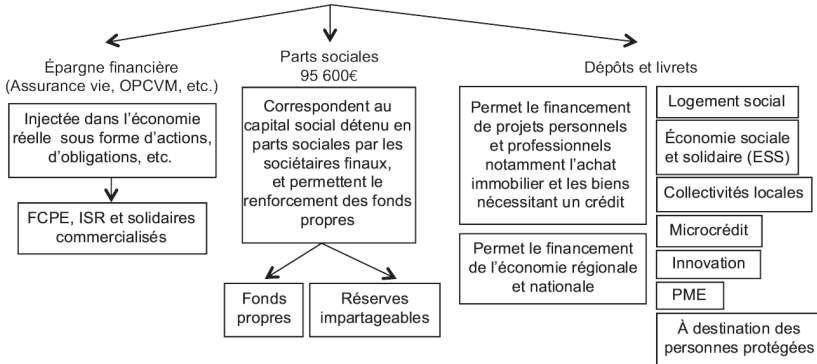 Épargne financière
(Assurance vie, OPCVM, etc.)
Injectée dans l'économie
réelle sous forme d'actions,
d'obligations, etc.
FCPE, ISR et solidaires
commercialisés
Parts sociales
95 600€
Correspondent au
capital social détenu en
parts sociales par les
sociétaires finaux,
et permettent le
renforcement des fonds
propres
Fonds
propres
Réserves
impartageables
Dépôts et livrets
Permet le financement
de projets personnels
et professionnels
notamment l'achat
immobilier et les biens
nécessitant un crédit
Permet le financement
de l'économie régionale
et nationale
Logement social
Économie sociale
et solidaire (ESS)
Collectivités locales
Microcrédit
Innovation
PME
À destination des
personnes protégées